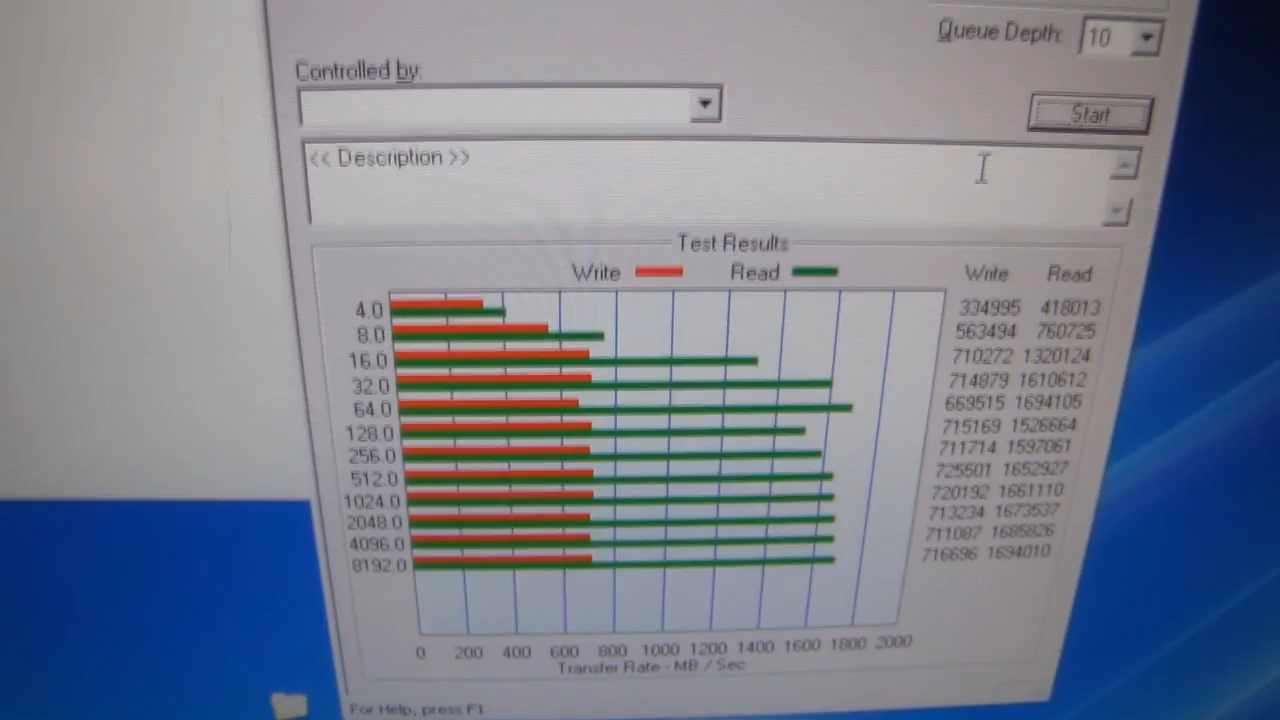 Queue Depth: 10
Controlled by:
Start
<< Description >>
Test Results
Write Read Write Read
4.0 334995 418013
8.0 563494 760725
16.0 710272 1320124
32.0 714879 1610612
64.0 669515 1694105
128.0 715169 1526664
256.0 711714 1597061
512.0 725501 1652927
1024.0 720192 1661110
2048.0 713234 1673537
4096.0 711087 1685826
8192.0 716696 1694010
0 200 400 600 800 1000 1200 1400 1600 1800 2000
Transfer Rate - MB / Sec
For Help, press F1